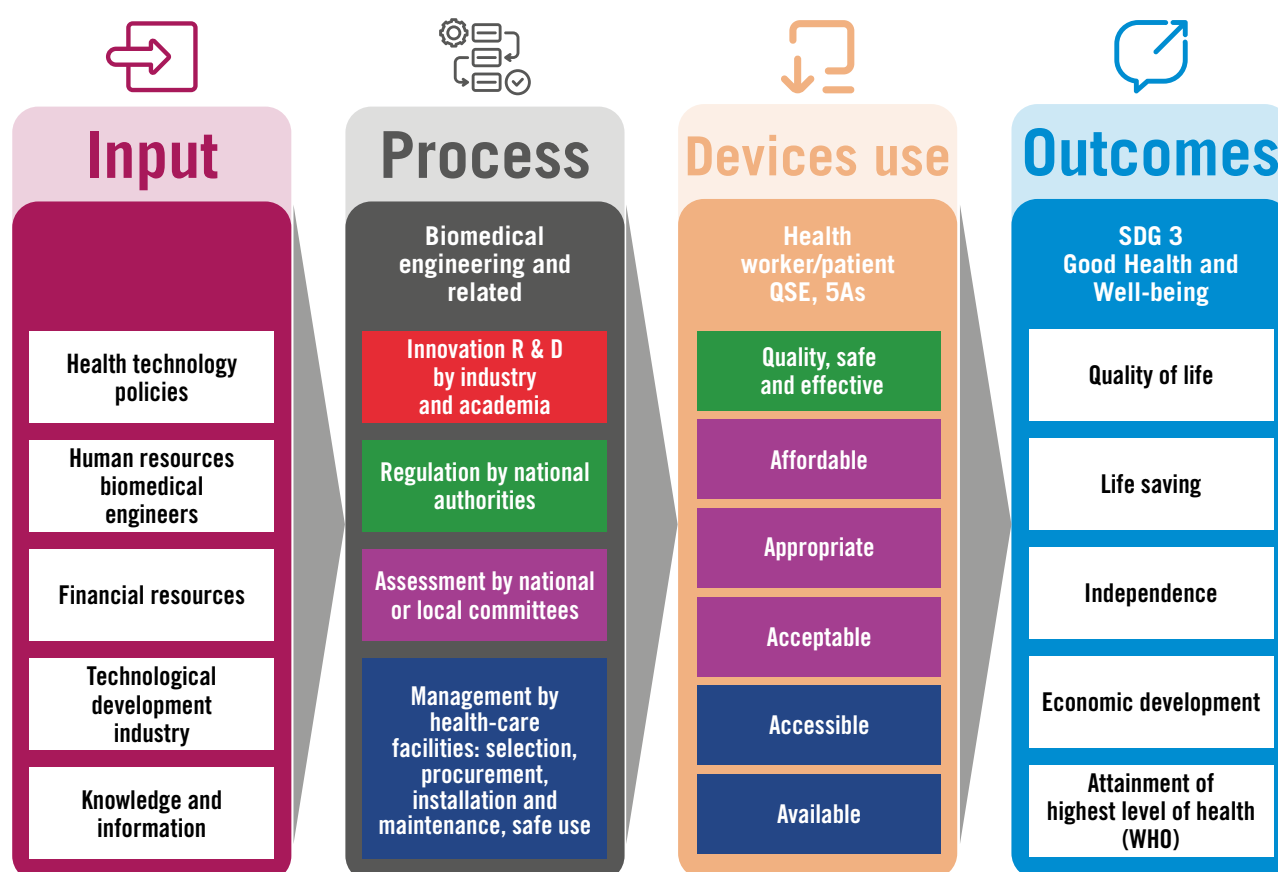 Input
Health technology
policies
Human resources
biomedical
engineers
Financial resources
Technological
development
industry
Knowledge and
information
Process
Biomedical
engineering and
related
Innovation R & D
by industry
and academia
Regulation by national
authorities
Assessment by national
or local committees
Management by
health-care
facilities: selection,
procurement,
installation and
maintenance, safe use
Devices use
Health
worker/patient
QSE, 5As
Quality, safe
and effective
Affordable
Appropriate
Acceptable
Accessible
Available
Outcomes
SDG 3
Good Health and
Well-being
Quality of life
Life saving
Independence
Economic development
Attainment of
highest level of health
(WHO)